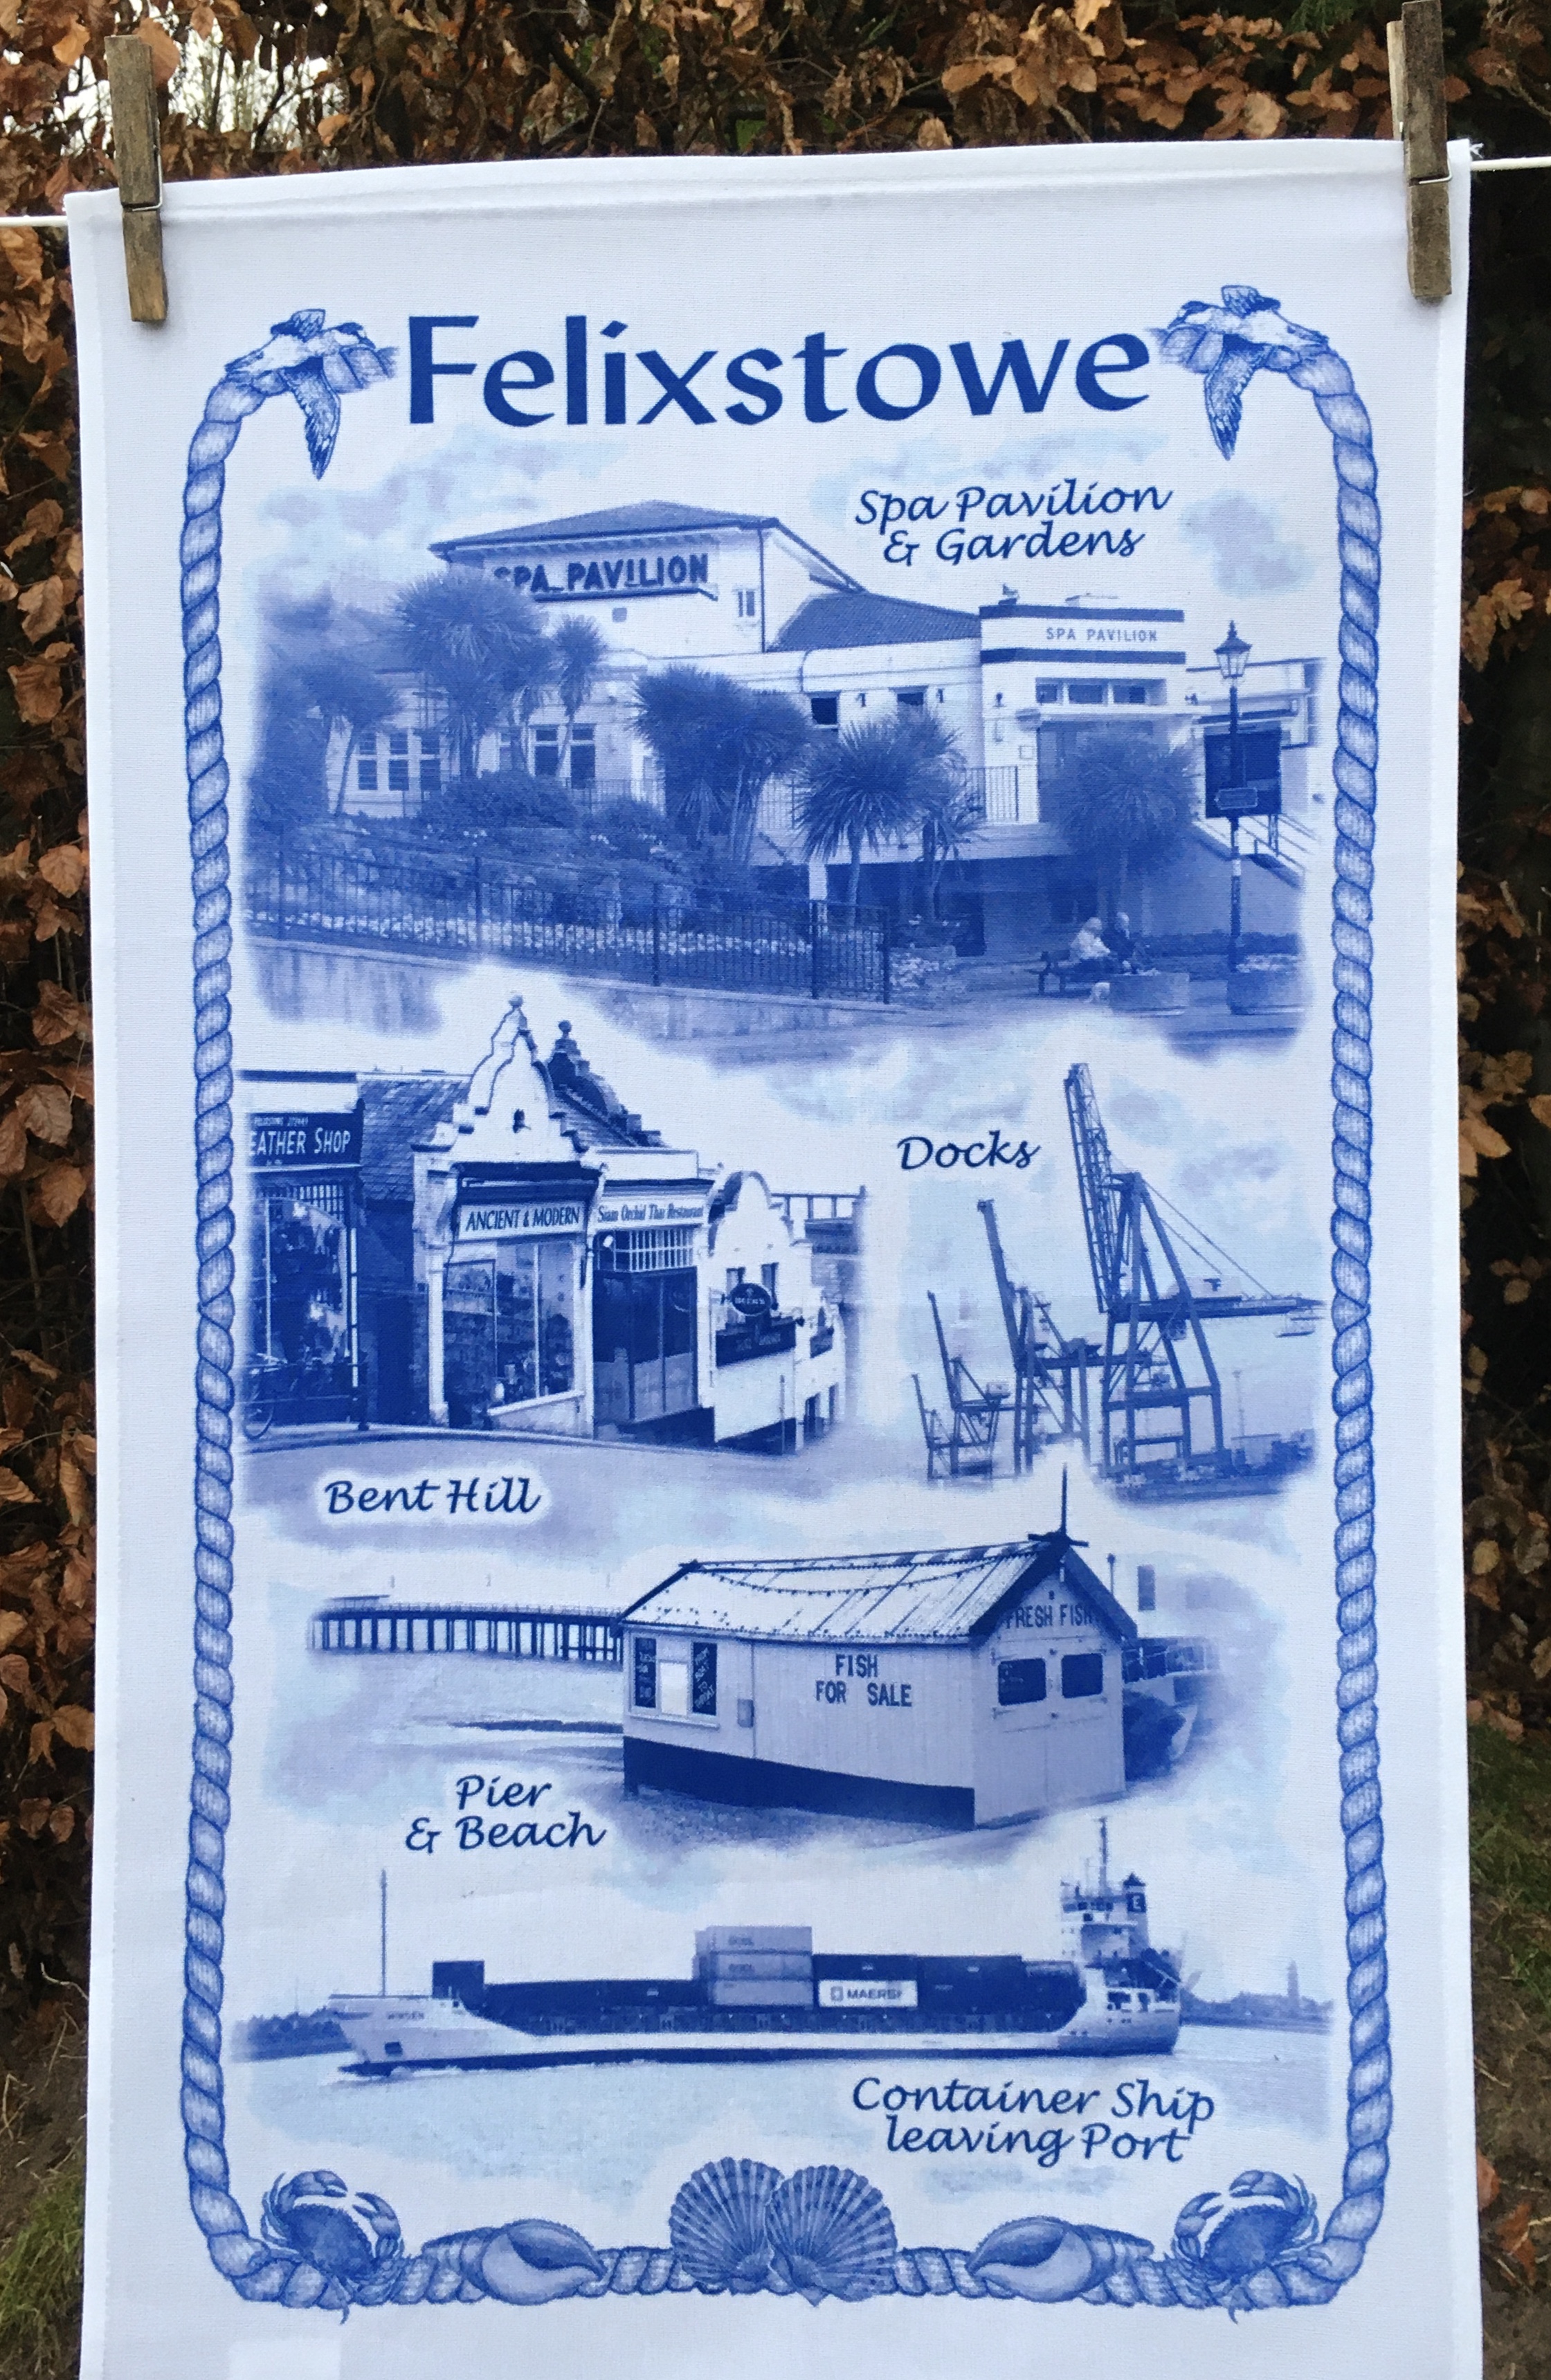 Felixstowe
Spa Pavilion
& Gardens
SPA PAVILION
SPA PAVILION
EATHER SHOP
ANCIENT & MODERN
Siam Orchid Thai Restaurant
Docks
Bent Hill
FRESH FISH
FISH
FOR SALE
Pier
& Beach
E
MAERSK
Container Ship
leaving Port